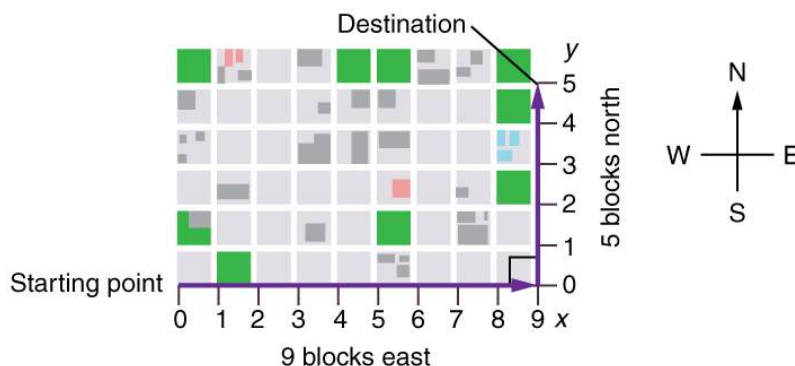 Destination
y
5
4
3
2
1
0
5 blocks north
N
W E
S
Starting point
0 1 2 3 4 5 6 7 8 9 x
9 blocks east